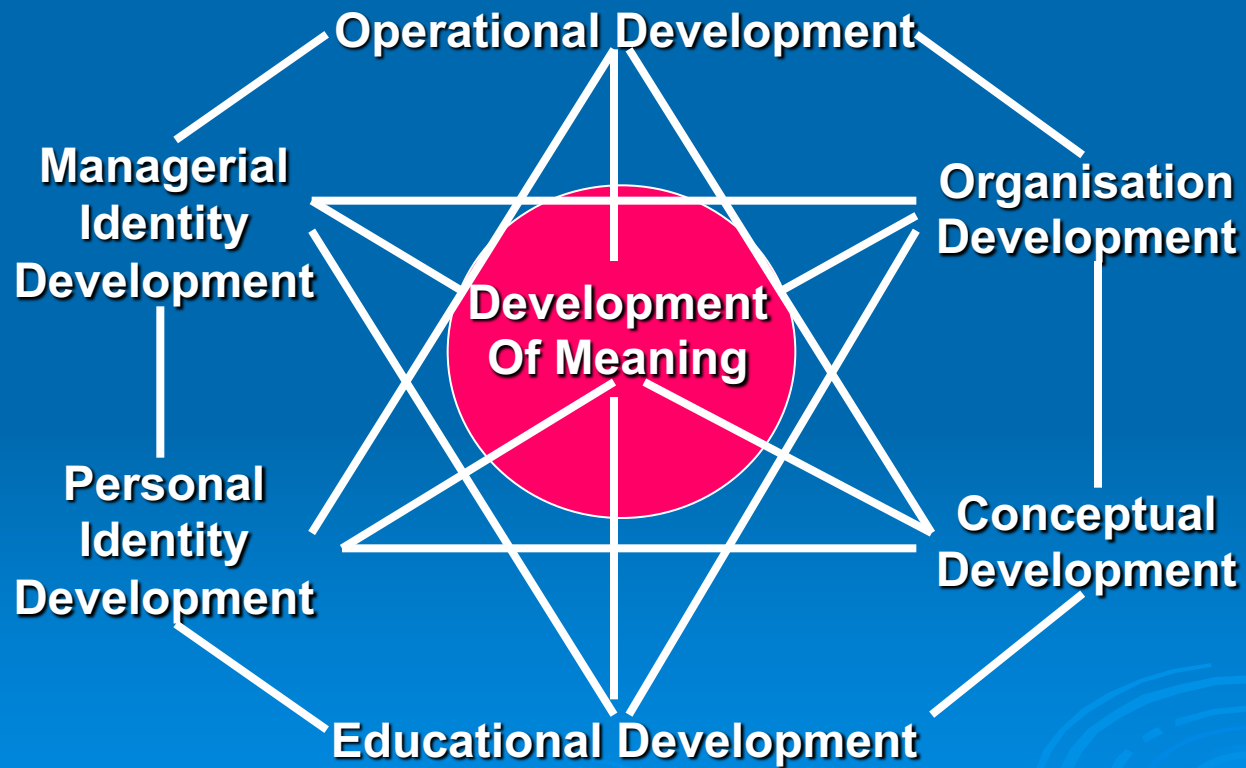 Operational Development
Managerial
Identity
Development
Organisation
Development
Development
Of Meaning
Personal
Identity
Development
Conceptual
Development
Educational Development